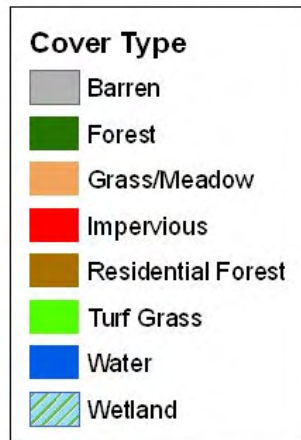 Cover Type
Barren
Forest
Grass/Meadow
Impervious
Residential Forest
Turf Grass
Water
Wetland